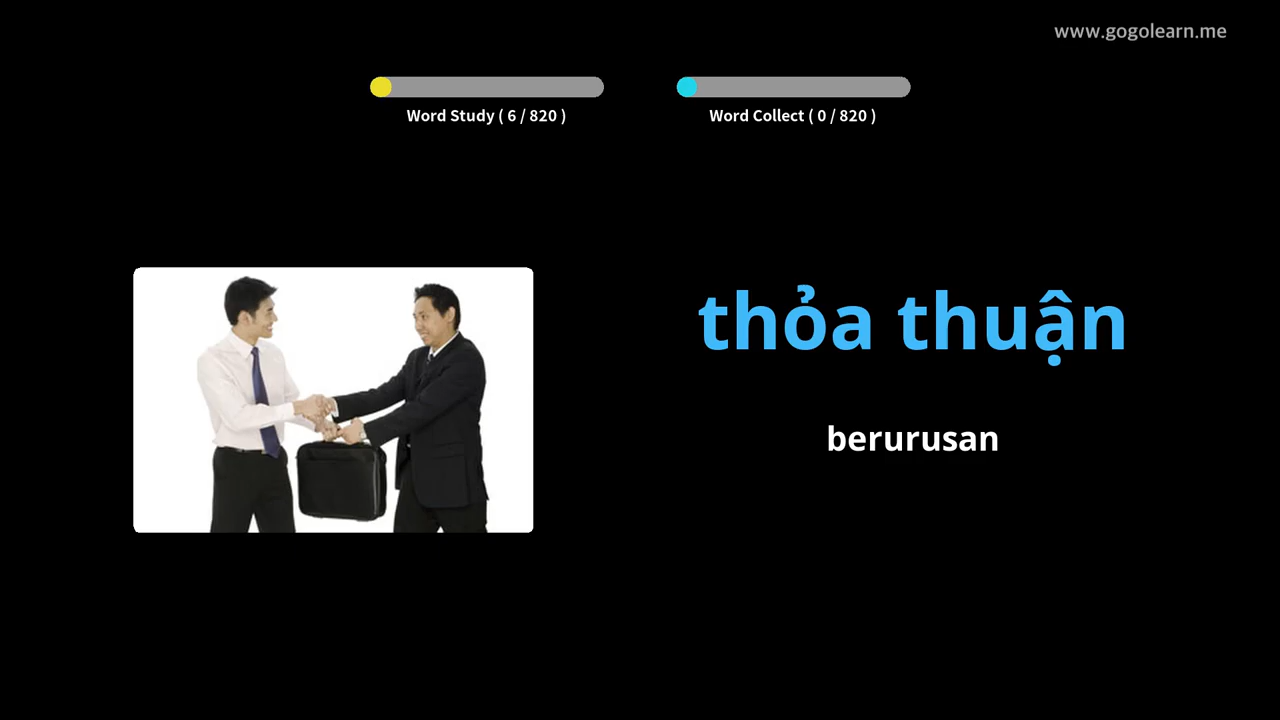 www.gogolearn.me
Word Study ( 6 / 820 )
Word Collect ( 0 / 820 )
thỏa thuận
berurusan